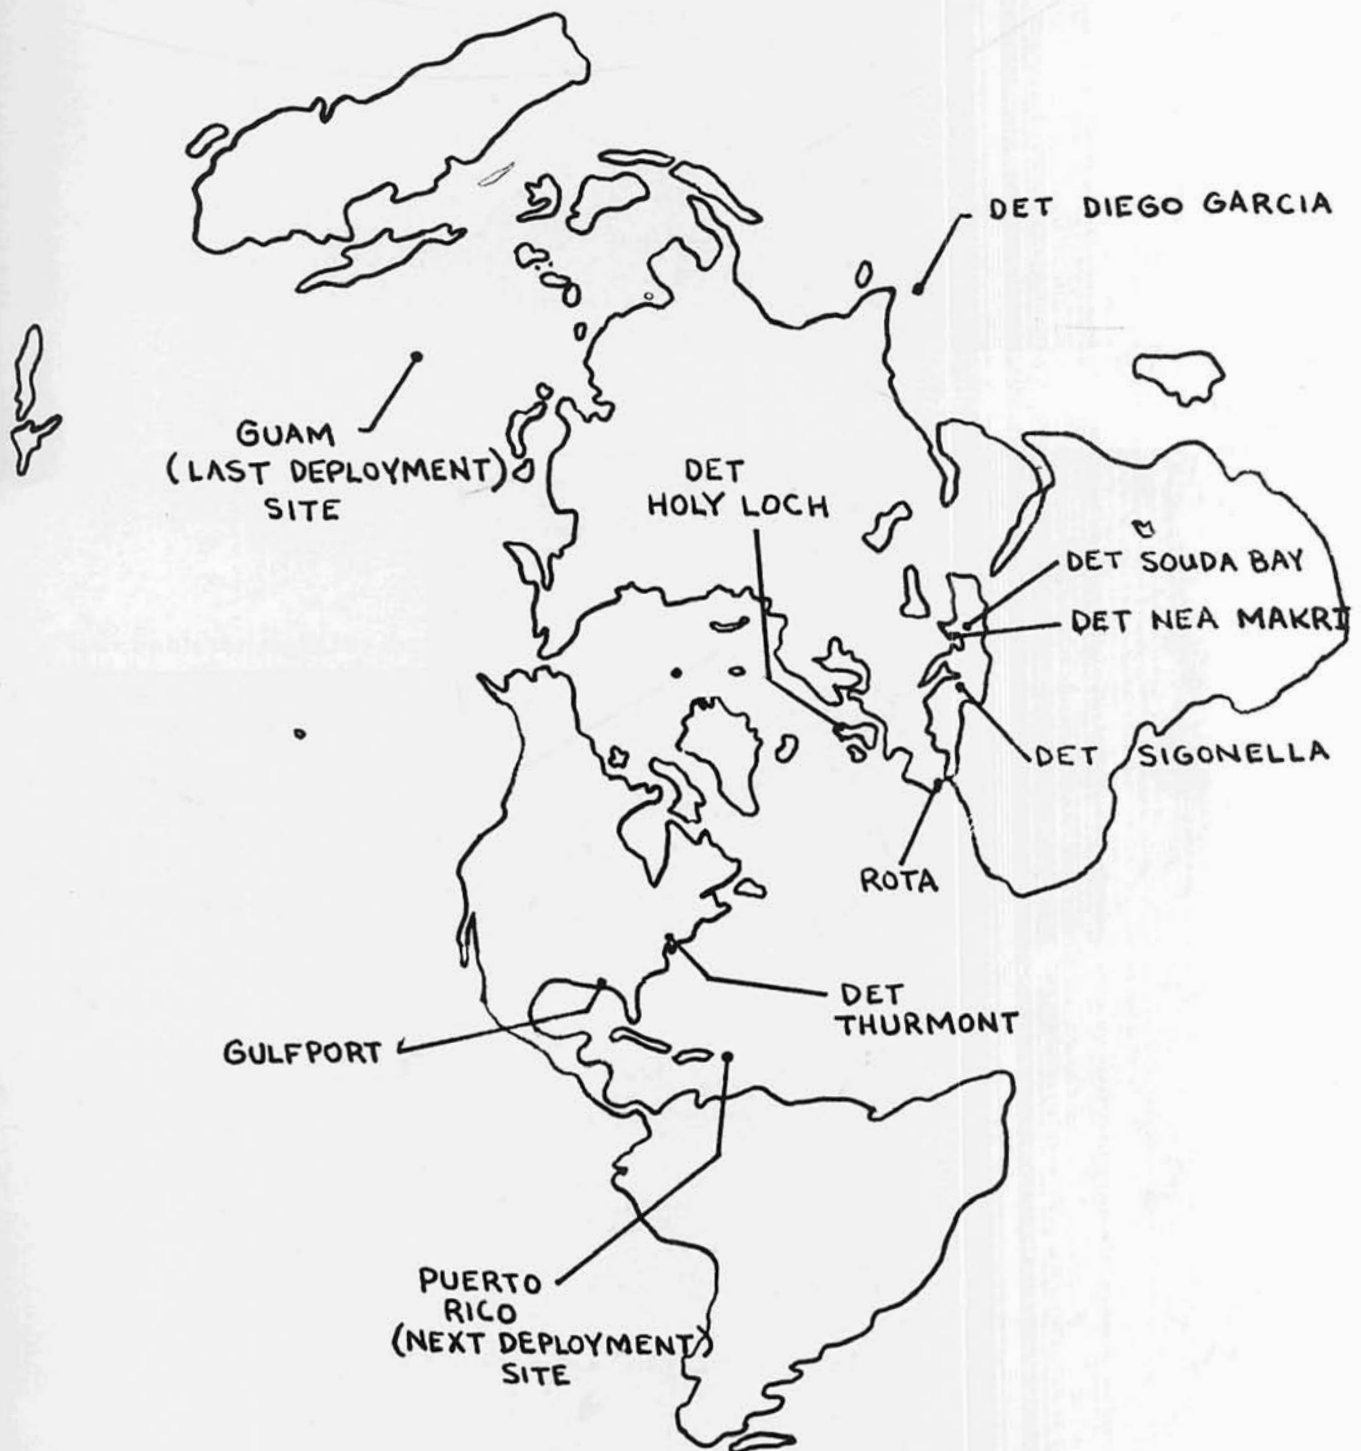 DET DIEGO GARCIA
GUAM
(LAST DEPLOYMENT)
SITE
DET
HOLY LOCH
DET SOUDA BAY
DET NEA MAKRI
DET SIGONELLA
ROTA
DET
THURMONT
GULFPORT
PUERTO
RICO
(NEXT DEPLOYMENT)
SITE